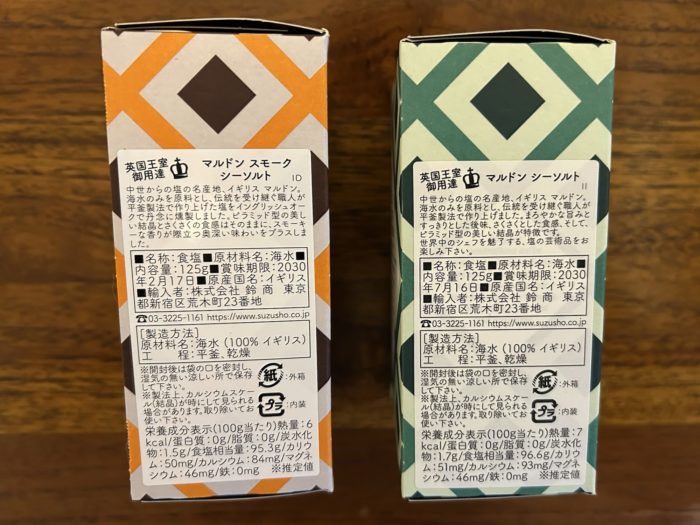 英国王室
御用達
マルドン スモーク
シーソルト
ID
中世からの塩の名産地、イギリス マルドン。
海水のみを原料とし、伝統を受け継ぐ職人が
平釜製法で作り上げた塩をイングリッシュオー
クで丹念に燻製しました。ピラミッド型の美し
い結晶とさくさくの食感はそのままに、スモーキ
ーな香りが際立つ奥深い味わいをプラスしまし
た。
■名称:食塩■原材料名:海水■
内容量:125g■賞味期限:2030
年2月17日■原産国名:イギリス
■輸入者:株式会社 鈴 商 東京
都新宿区荒木町23番地
☎03-3225-1161 https://www.suzusho.co.jp
[製造方法]
原材料名:海水 (100% イギリス)
工 程:平釜、乾燥
※開封後は袋の口を密封し、
湿気の無い涼しい所で保存
して下さい。
※製法上、カルシウムスケー
ル(結晶)が時にして見られる
場合があります。取り除いてお
使い下さい。
紙:外箱
プラ:内装
栄養成分表示(100g当たり)熱量:6
kcal/蛋白質:0g/脂質:0g/炭水化
物:1.5g/食塩相当量:95.3g/カリウ
ム:50mg/カルシウム:84mg/マグネ
シウム:46mg/鉄:0mg ※推定値
英国王室
御用達
マルドン シーソルト
II
中世からの塩の名産地、イギリス マルドン。
海水のみを原料とし、伝統を受け継ぐ職人が
平釜製法で作り上げました。まろやかな旨みと
すっきりとした後味、さくさくとした食感、そして、
ピラミッド型の美しい結晶が特徴です。
世界中のシェフを魅了する、塩の芸術品をお
楽しみ下さい。
■名称:食塩■原材料名:海水■
内容量:125g■賞味期限:2030
年7月16日■原産国名:イギリス
■輸入者:株式会社 鈴 商 東京
都新宿区荒木町23番地
☎03-3225-1161 https://www.suzusho.co.jp
[製造方法]
原材料名:海水 (100% イギリス)
工 程:平釜、乾燥
※開封後は袋の口を密封し、
湿気の無い涼しい所で保存
して下さい。
※製法上、カルシウムスケー
ル(結晶)が時にして見られる
場合があります。取り除いてお
使い下さい。
紙:外箱
プラ:内装
栄養成分表示(100g当たり)熱量:7
kcal/蛋白質:0g/脂質:0g/炭水化
物:1.7g/食塩相当量:96.6g/カリウ
ム:51mg/カルシウム:93mg/マグネ
シウム:46mg/鉄:0mg ※推定値